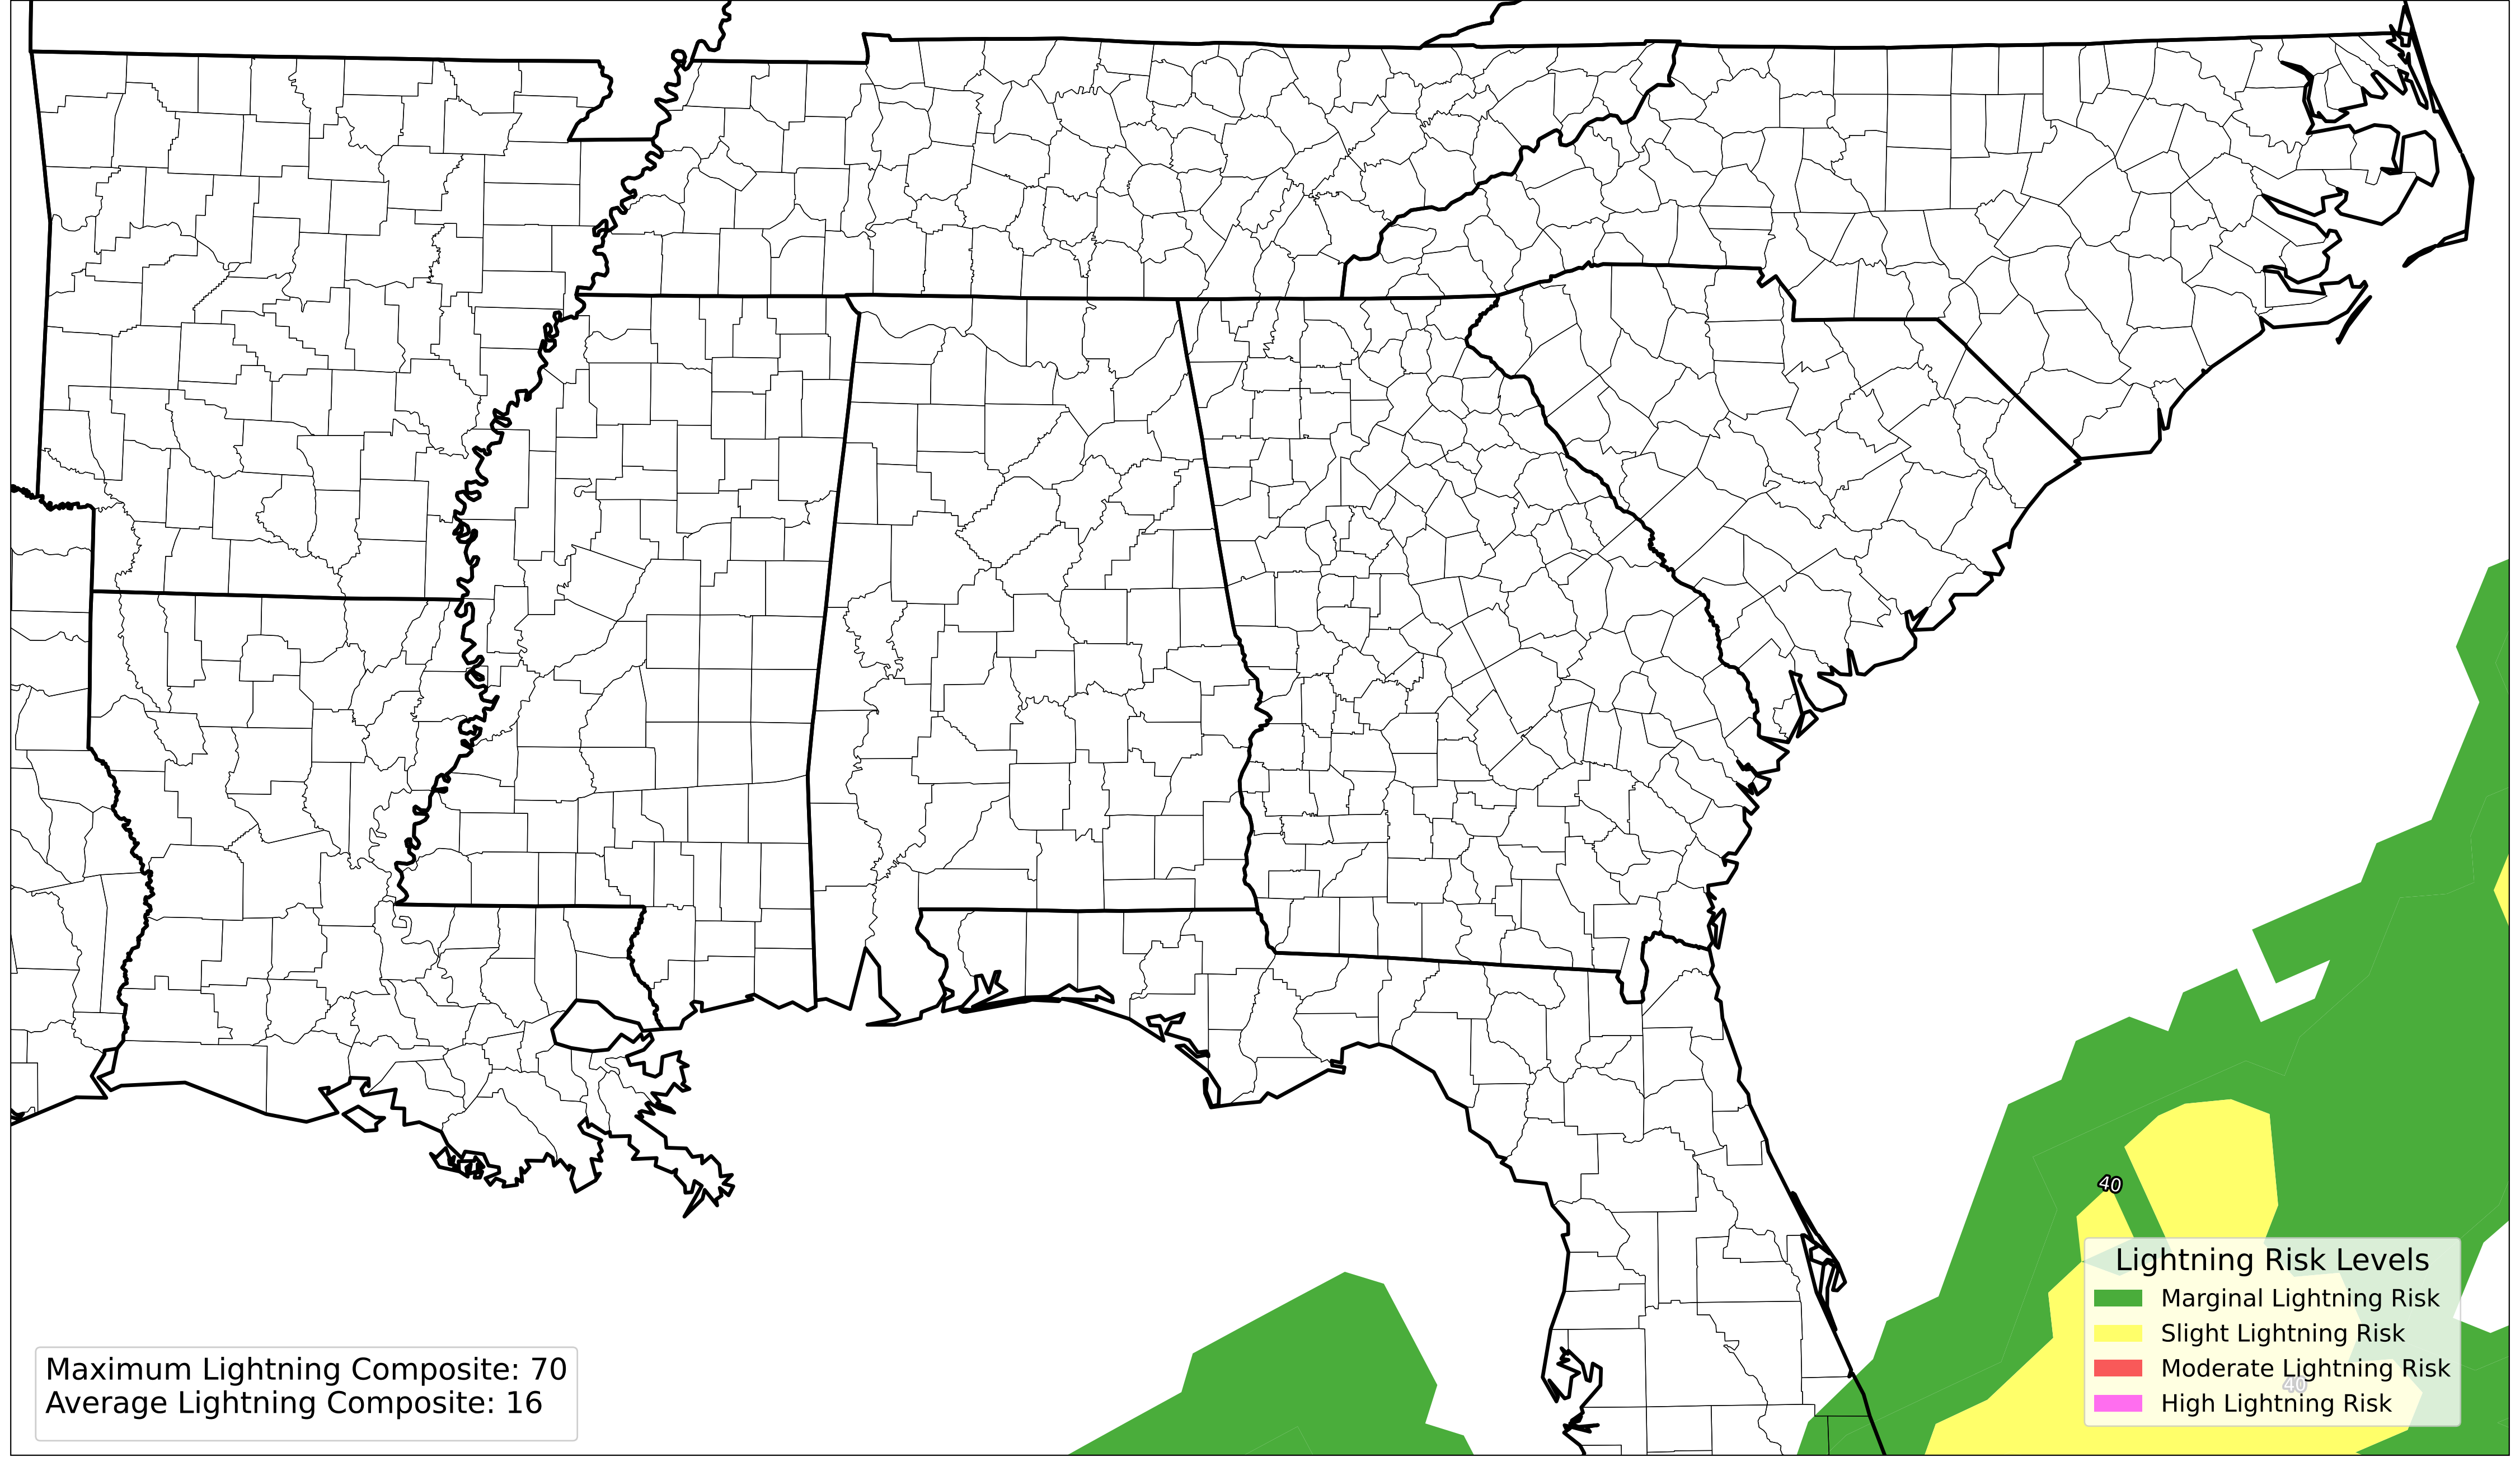 40
Lightning Risk Levels
Marginal Lightning Risk
Slight Lightning Risk
Moderate Lightning Risk
40
High Lightning Risk
Maximum Lightning Composite: 70
Average Lightning Composite: 16